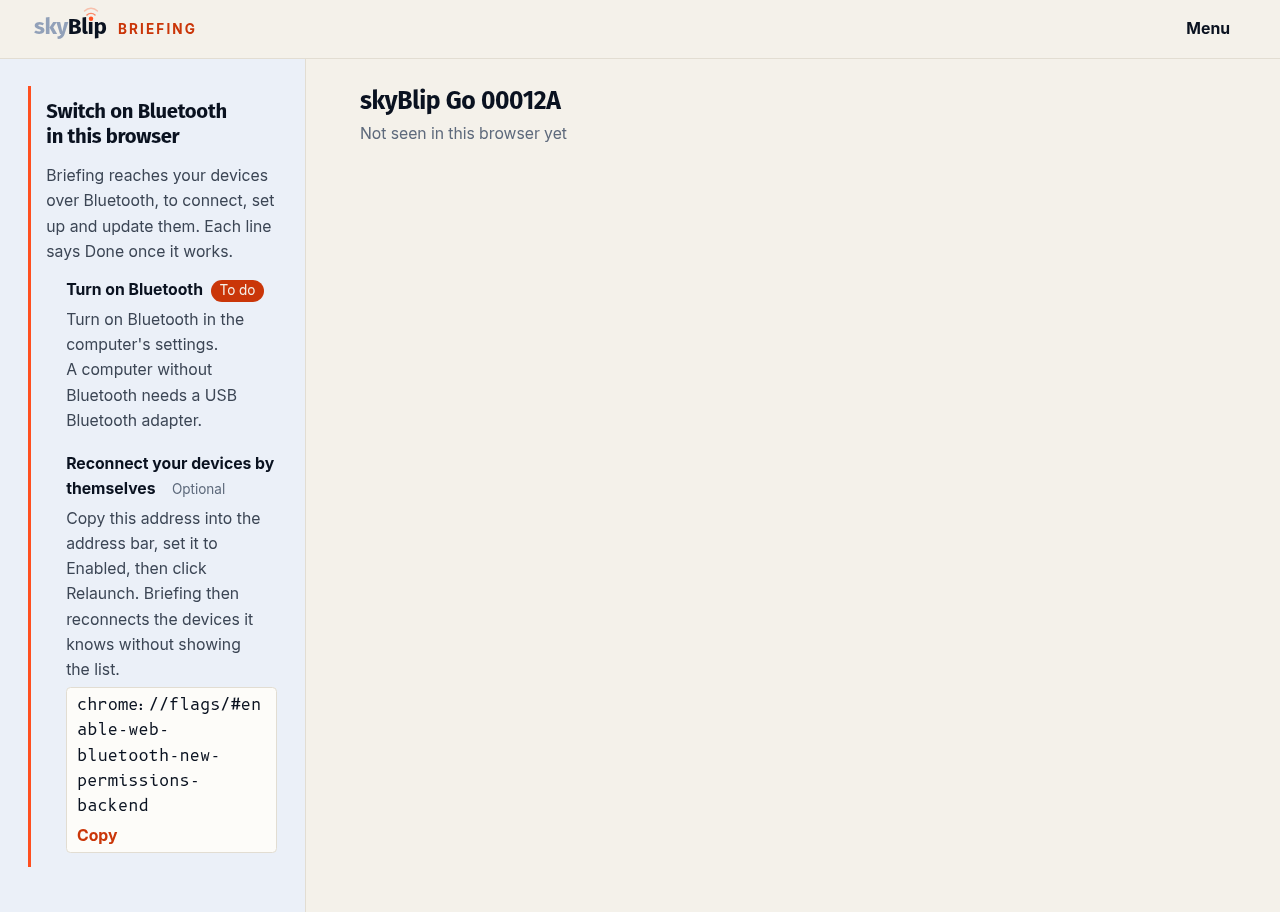 skyBlip BRIEFING
Menu
Switch on Bluetooth
in this browser
Briefing reaches your devices
over Bluetooth, to connect, set
up and update them. Each line
says Done once it works.
Turn on Bluetooth To do
Turn on Bluetooth in the
computer's settings.
A computer without
Bluetooth needs a USB
Bluetooth adapter.
Reconnect your devices by
themselves Optional
Copy this address into the
address bar, set it to
Enabled, then click
Relaunch. Briefing then
reconnects the devices it
knows without showing
the list.
chrome://flags/#en
able-web-
bluetooth-new-
permissions-
backend
Copy
skyBlip Go 00012A
Not seen in this browser yet